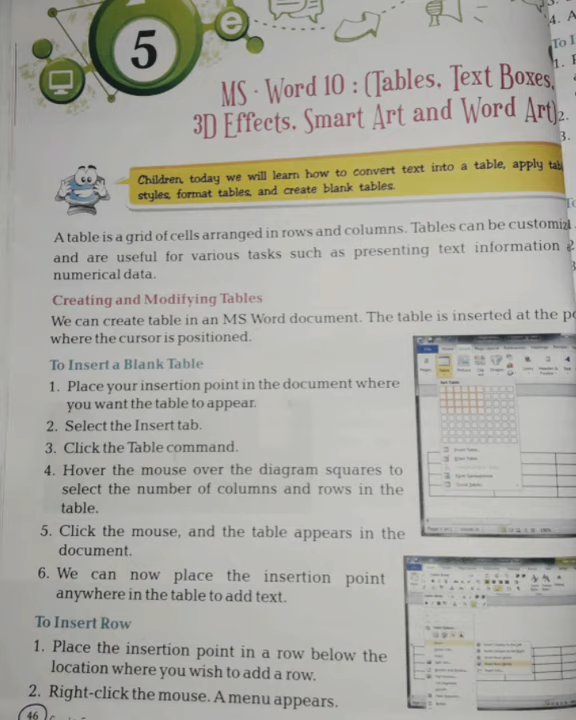 5
e
MS - Word 10 : (Tables, Text Boxes,
3D Effects, Smart Art and Word Art)
Children, today we will learn how to convert text into a table, apply tab
styles, format tables, and create blank tables.
A table is a grid of cells arranged in rows and columns. Tables can be customiz
and are useful for various tasks such as presenting text information
numerical data.
Creating and Modifying Tables
We can create table in an MS Word document. The table is inserted at the po
where the cursor is positioned.
To Insert a Blank Table
1. Place your insertion point in the document where
you want the table to appear.
2. Select the Insert tab.
3. Click the Table command.
4. Hover the mouse over the diagram squares to
select the number of columns and rows in the
table.
5. Click the mouse, and the table appears in the
document.
6. We can now place the insertion point
anywhere in the table to add text.
To Insert Row
1. Place the insertion point in a row below the
location where you wish to add a row.
2. Right-click the mouse. A menu appears.
46
4. A
To I
1.
2.
3.